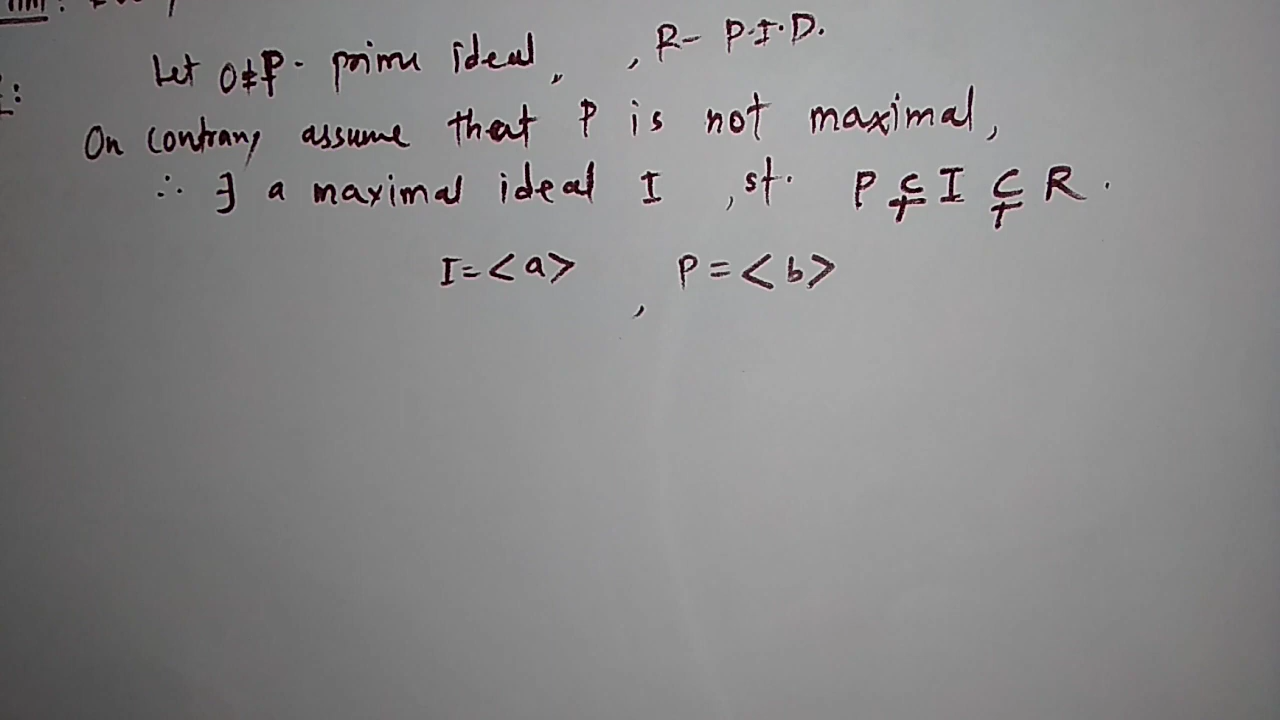 Let 0≠P - prime ideal, , R- P.I.D.
On contrary assume that P is not maximal,
∴ ∃ a maximal ideal I , st. P ⊊ I ⊊ R.
I=<a> , P=<b>